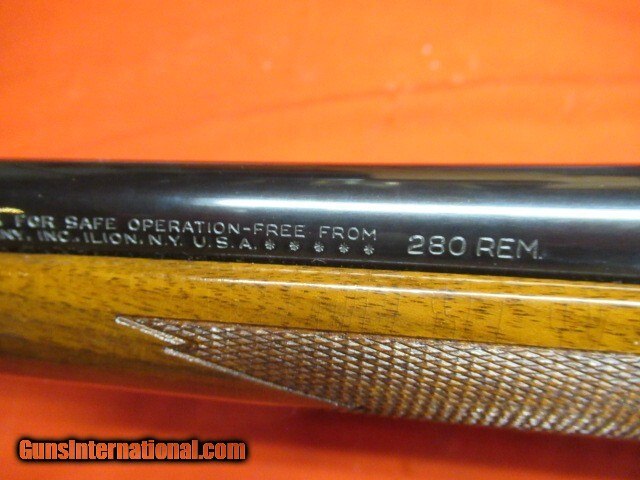 FOR SAFE OPERATION-FREE FROM
INC. ILION, N.Y. U.S.A. ✶ ✶ ✶ ✶ ✶ 280 REM.
GunsInternational.com